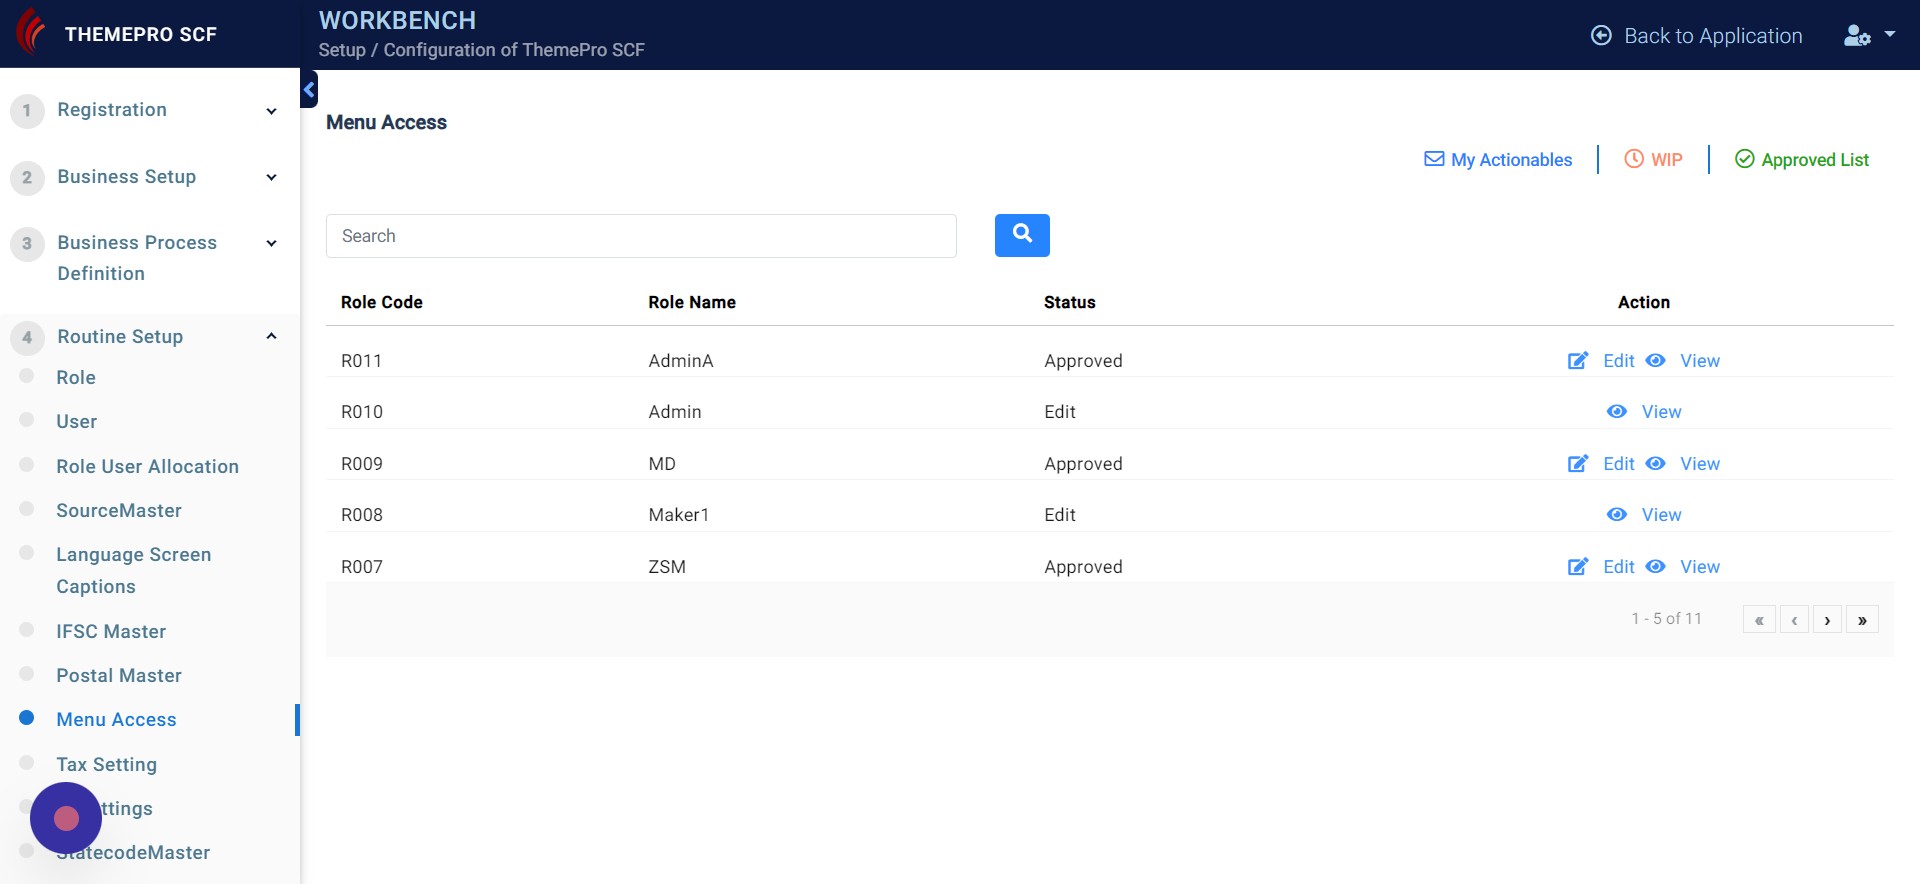 THEMEPRO SCF
WORKBENCH
Setup / Configuration of ThemePro SCF
Back to Application
1 Registration
2 Business Setup
3 Business Process
Definition
4 Routine Setup
Role
User
Role User Allocation
SourceMaster
Language Screen
Captions
IFSC Master
Postal Master
Menu Access
Tax Setting
ttings
StatecodeMaster
Menu Access
My Actionables
WIP
Approved List
Search
Role Code Role Name Status Action
R011 AdminA Approved Edit View
R010 Admin Edit View
R009 MD Approved Edit View
R008 Maker1 Edit View
R007 ZSM Approved Edit View
1 - 5 of 11 « ‹ › »